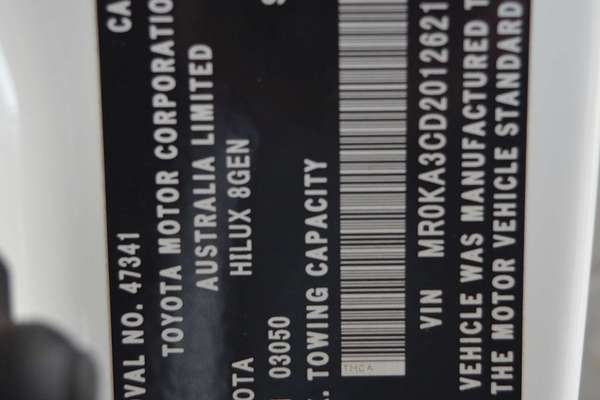 VAL NO. 47341 CA
TOYOTA MOTOR CORPORATIO
AUSTRALIA LIMITED
OTA HILUX 8GEN
03050
. TOWING CAPACITY
TMCA
VIN MR0KA3CD2012621
VEHICLE WAS MANUFACTURED T
THE MOTOR VEHICLE STANDARD